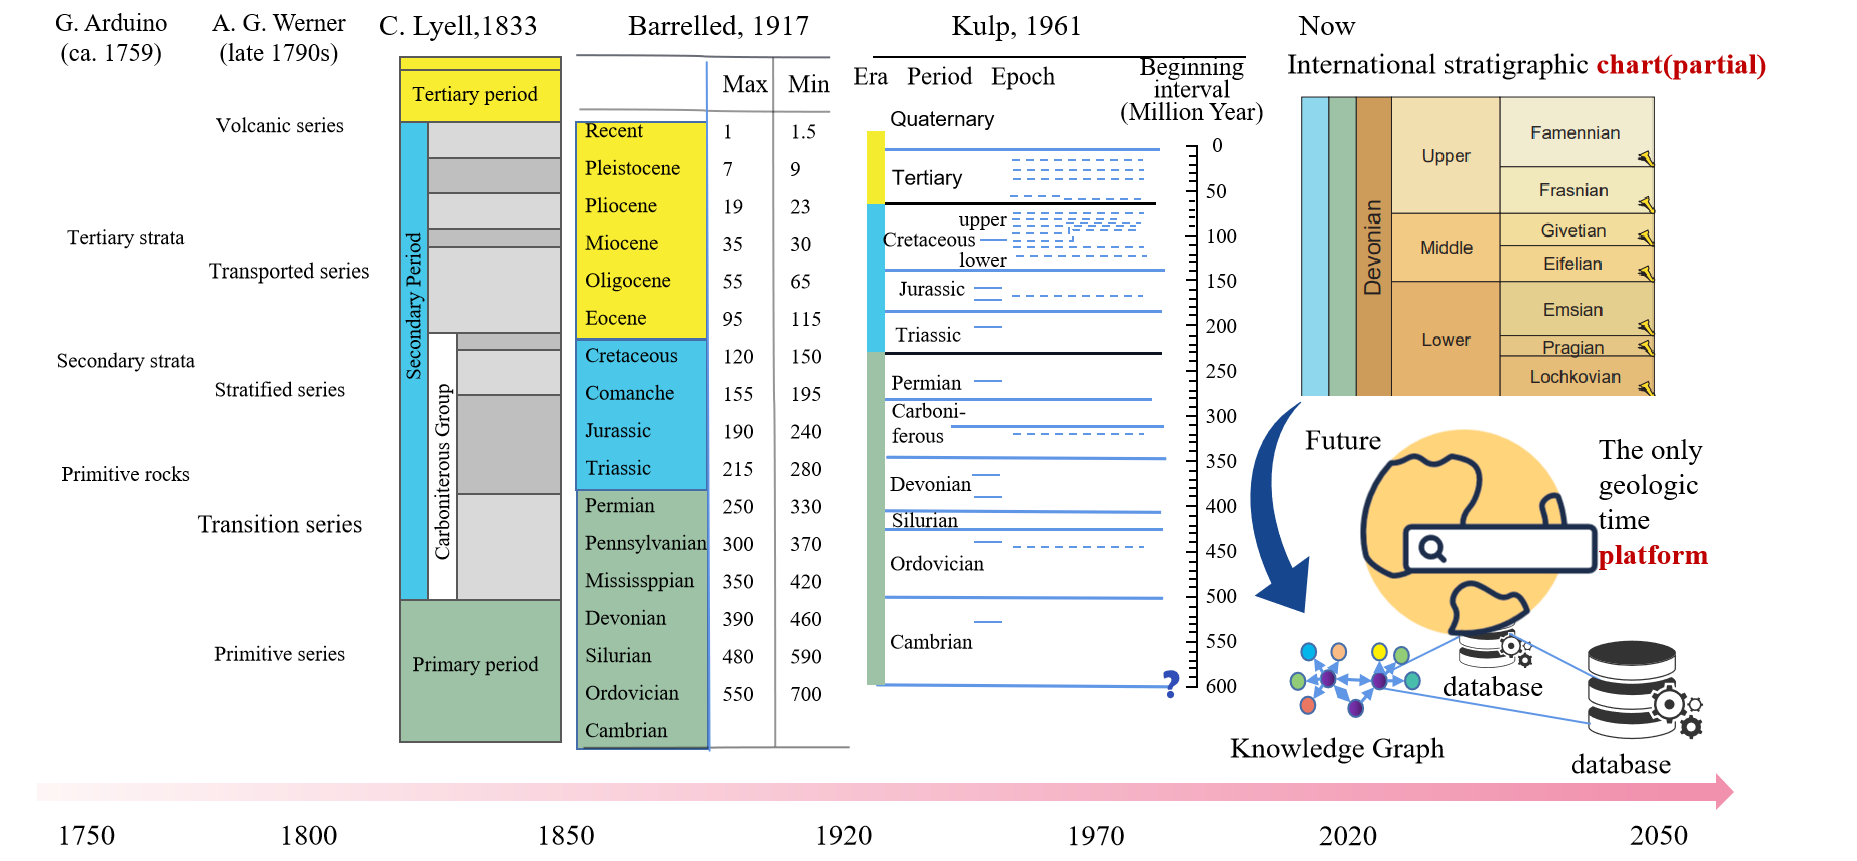 G. Arduino
(ca. 1759)
Volcanic series
Tertiary strata
Secondary strata
Primitive rocks
A. G. Werner
(late 1790s)
Transported series
Stratified series
Transition series
Primitive series
C. Lyell,1833
Tertiary period
Secondary Period
Carboniterous Group
Primary period
Barrelled, 1917
Max Min
Recent 1 1.5
Pleistocene 7 9
Pliocene 19 23
Miocene 35 30
Oligocene 55 65
Eocene 95 115
Cretaceous 120 150
Comanche 155 195
Jurassic 190 240
Triassic 215 280
Permian 250 330
Pennsylvanian 300 370
Mississppian 350 420
Devonian 390 460
Silurian 480 590
Ordovician 550 700
Cambrian
Kulp, 1961
Era Period Epoch
Beginning
interval
(Million Year)
Quaternary
Tertiary
upper
Cretaceous
lower
Jurassic
Triassic
Permian
Carboni-
ferous
Devonian
Silurian
Ordovician
Cambrian
0
50
100
150
200
250
300
350
400
450
500
550
600
?
Now
International stratigraphic chart(partial)
Devonian
Upper
Middle
Lower
Famennian
Frasnian
Givetian
Eifelian
Emsian
Pragian
Lochkovian
Future
The only
geologic
time
platform
database
Knowledge Graph
database
1750 1800 1850 1920 1970 2020 2050